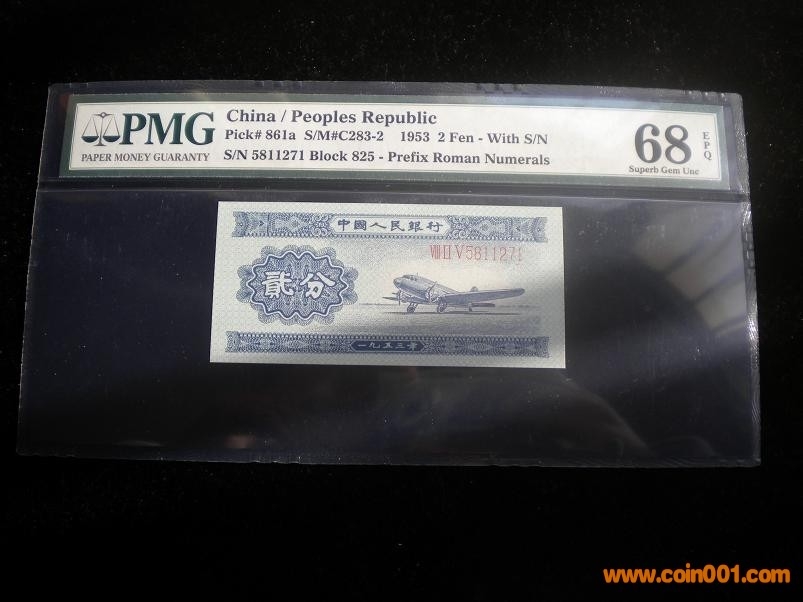 PMG
PAPER MONEY GUARANTY
China / Peoples Republic
Pick# 861a S/M#C283-2 1953 2 Fen - With S/N
S/N 5811271 Block 825 - Prefix Roman Numerals
68
EPQ
Superb Gem Unc
中國人民銀行
VIII II V 5811271
貳分
一九五三年
www.coin001.com